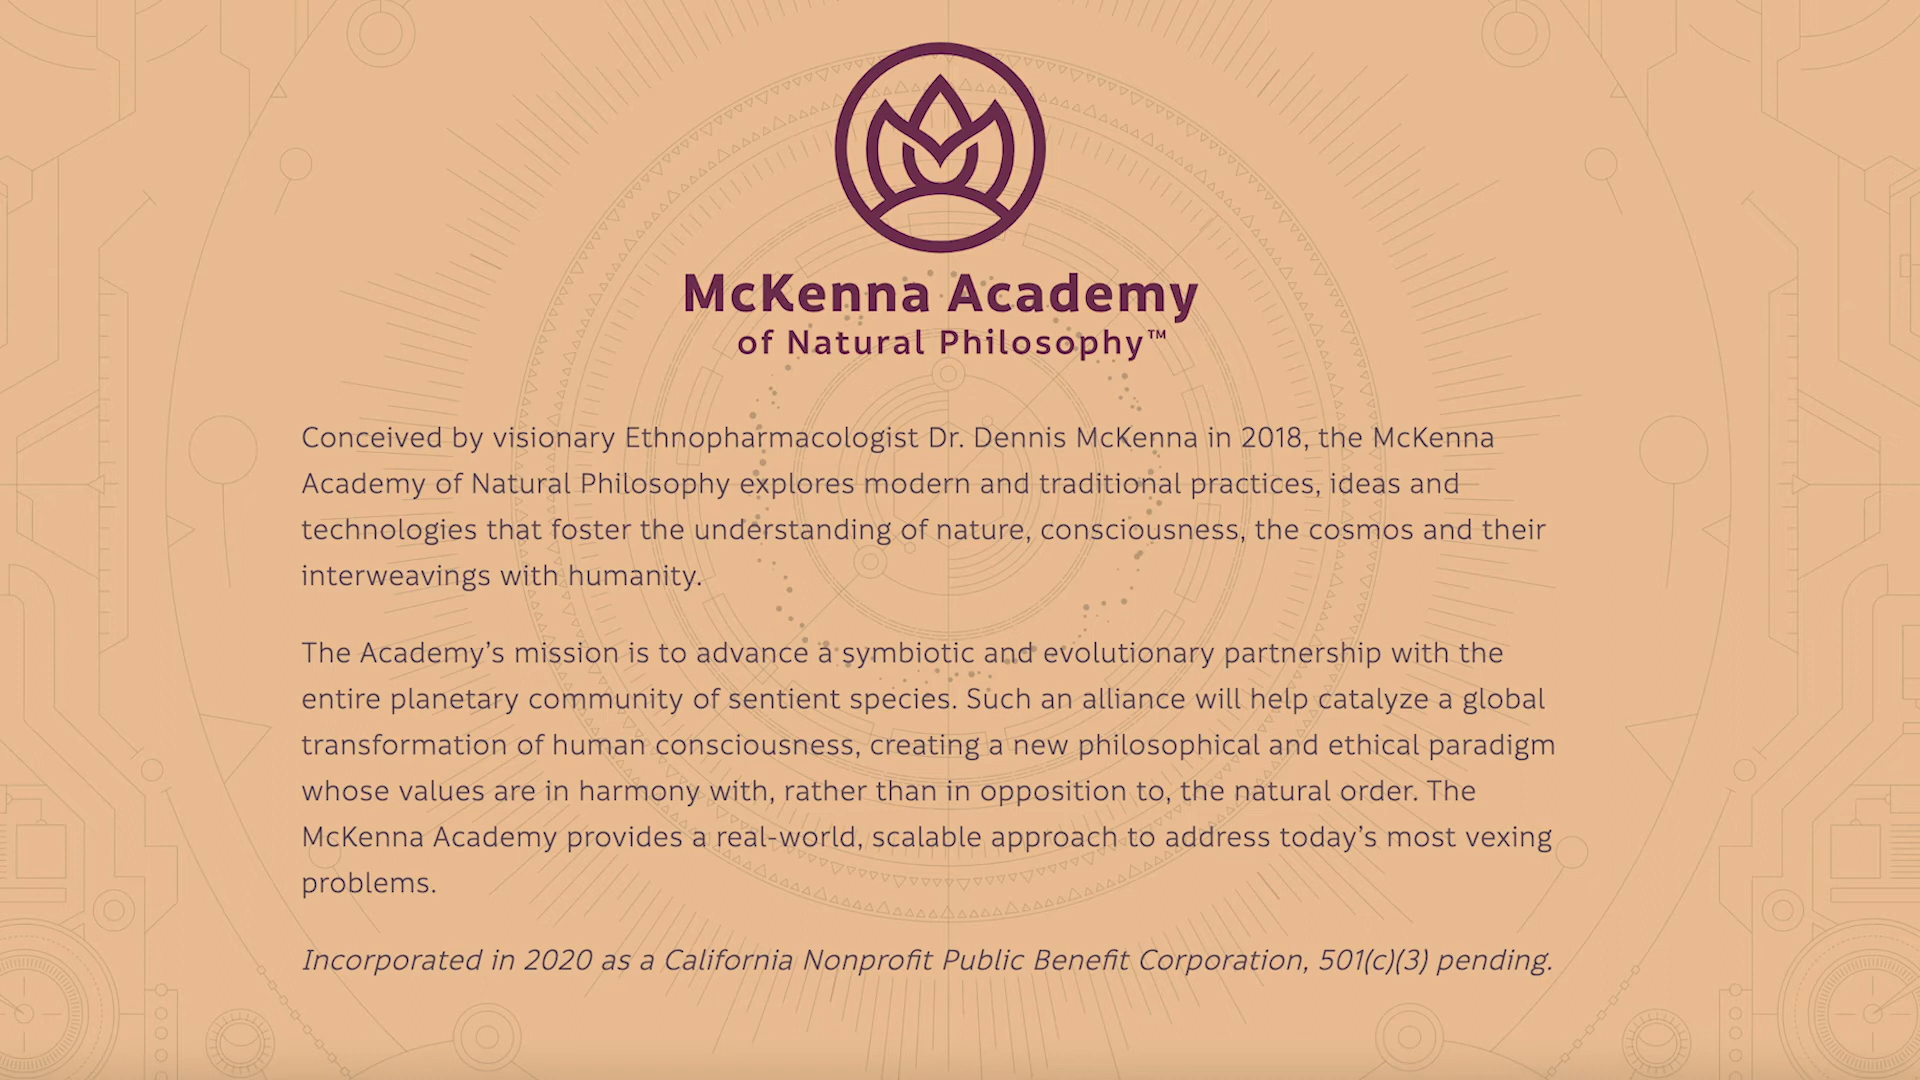 McKenna Academy
of Natural Philosophy™
Conceived by visionary Ethnopharmacologist Dr. Dennis McKenna in 2018, the McKenna
Academy of Natural Philosophy explores modern and traditional practices, ideas and
technologies that foster the understanding of nature, consciousness, the cosmos and their
interweavings with humanity.
The Academy’s mission is to advance a symbiotic and evolutionary partnership with the
entire planetary community of sentient species. Such an alliance will help catalyze a global
transformation of human consciousness, creating a new philosophical and ethical paradigm
whose values are in harmony with, rather than in opposition to, the natural order. The
McKenna Academy provides a real-world, scalable approach to address today’s most vexing
problems.
Incorporated in 2020 as a California Nonprofit Public Benefit Corporation, 501(c)(3) pending.